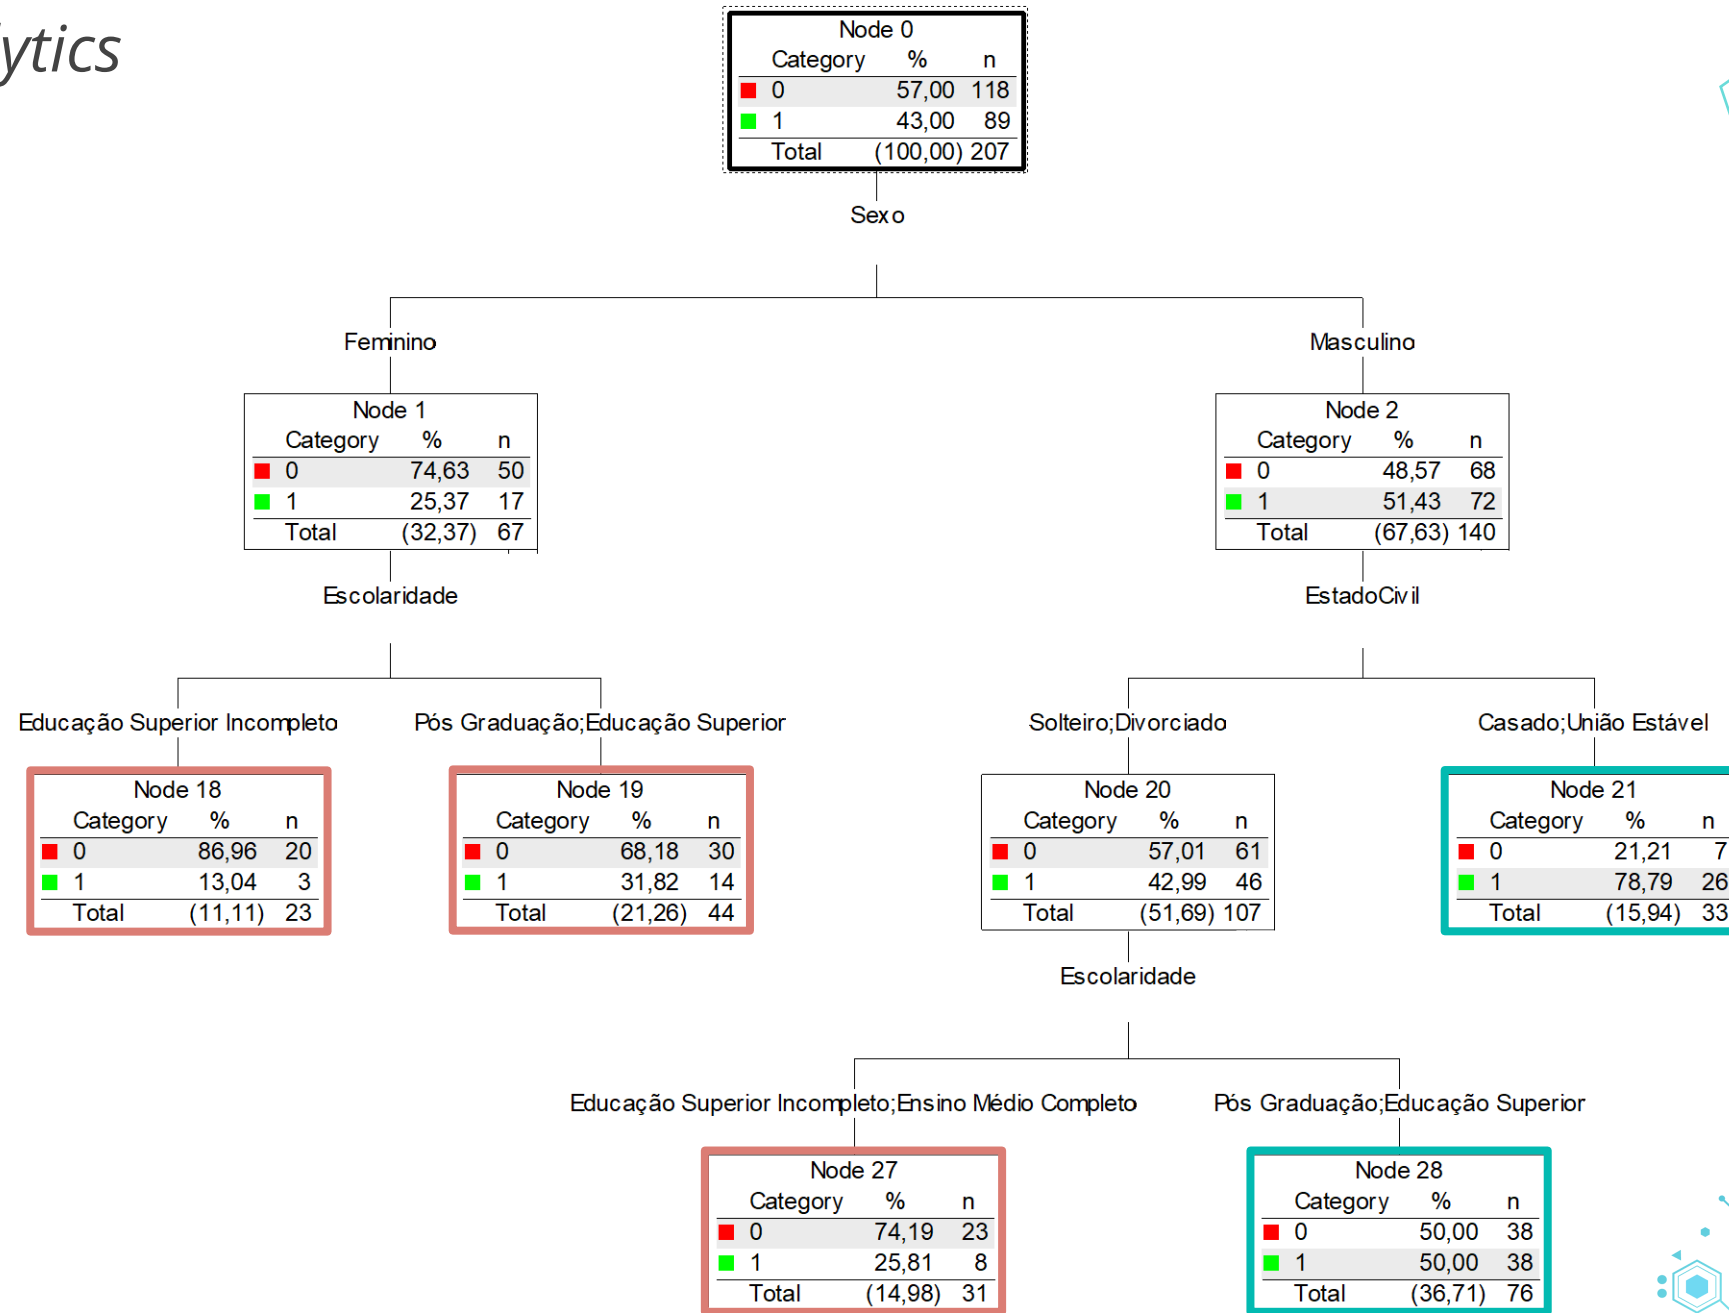 lytics
Node 0
Category % n
0 57,00 118
1 43,00 89
Total (100,00) 207
Sexo
Feminino
Masculino
Node 1
Category % n
0 74,63 50
1 25,37 17
Total (32,37) 67
Node 2
Category % n
0 48,57 68
1 51,43 72
Total (67,63) 140
Escolaridade
EstadoCivil
Educação Superior Incompleto
Pós Graduação;Educação Superior
Solteiro;Divorciado
Casado;União Estável
Node 18
Category % n
0 86,96 20
1 13,04 3
Total (11,11) 23
Node 19
Category % n
0 68,18 30
1 31,82 14
Total (21,26) 44
Node 20
Category % n
0 57,01 61
1 42,99 46
Total (51,69) 107
Node 21
Category % n
0 21,21 7
1 78,79 26
Total (15,94) 33
Escolaridade
Educação Superior Incompleto;Ensino Médio Completo
Pós Graduação;Educação Superior
Node 27
Category % n
0 74,19 23
1 25,81 8
Total (14,98) 31
Node 28
Category % n
0 50,00 38
1 50,00 38
Total (36,71) 76